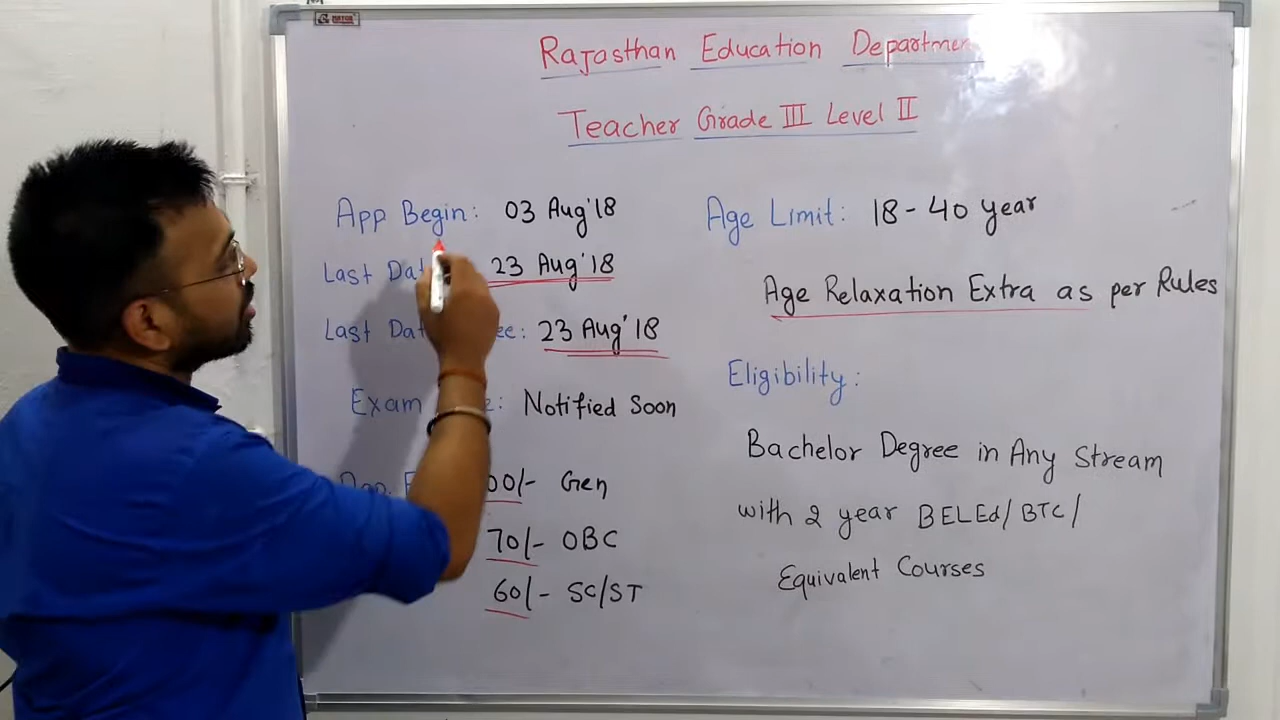 Rajasthan Education Departmen
Teacher Grade III Level II
App Begin: 03 Aug'18
Last Dat 23 Aug'18
Last Dat ee: 23 Aug'18
Exam e: Notified Soon
00/- Gen
70/- OBC
60/- SC/ST
Age Limit: 18-40 year
Age Relaxation Extra as per Rules
Eligibility:
Bachelor Degree in Any Stream
with 2 year BELEd/BTC/
Equivalent Courses